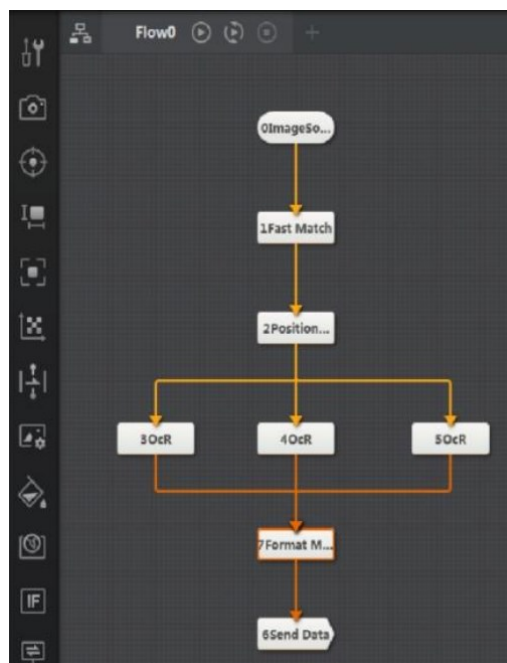 Flow0
0ImageSo...
1Fast Match
2Position...
3OcR
4OcR
5OcR
7Format M...
6Send Data
IF